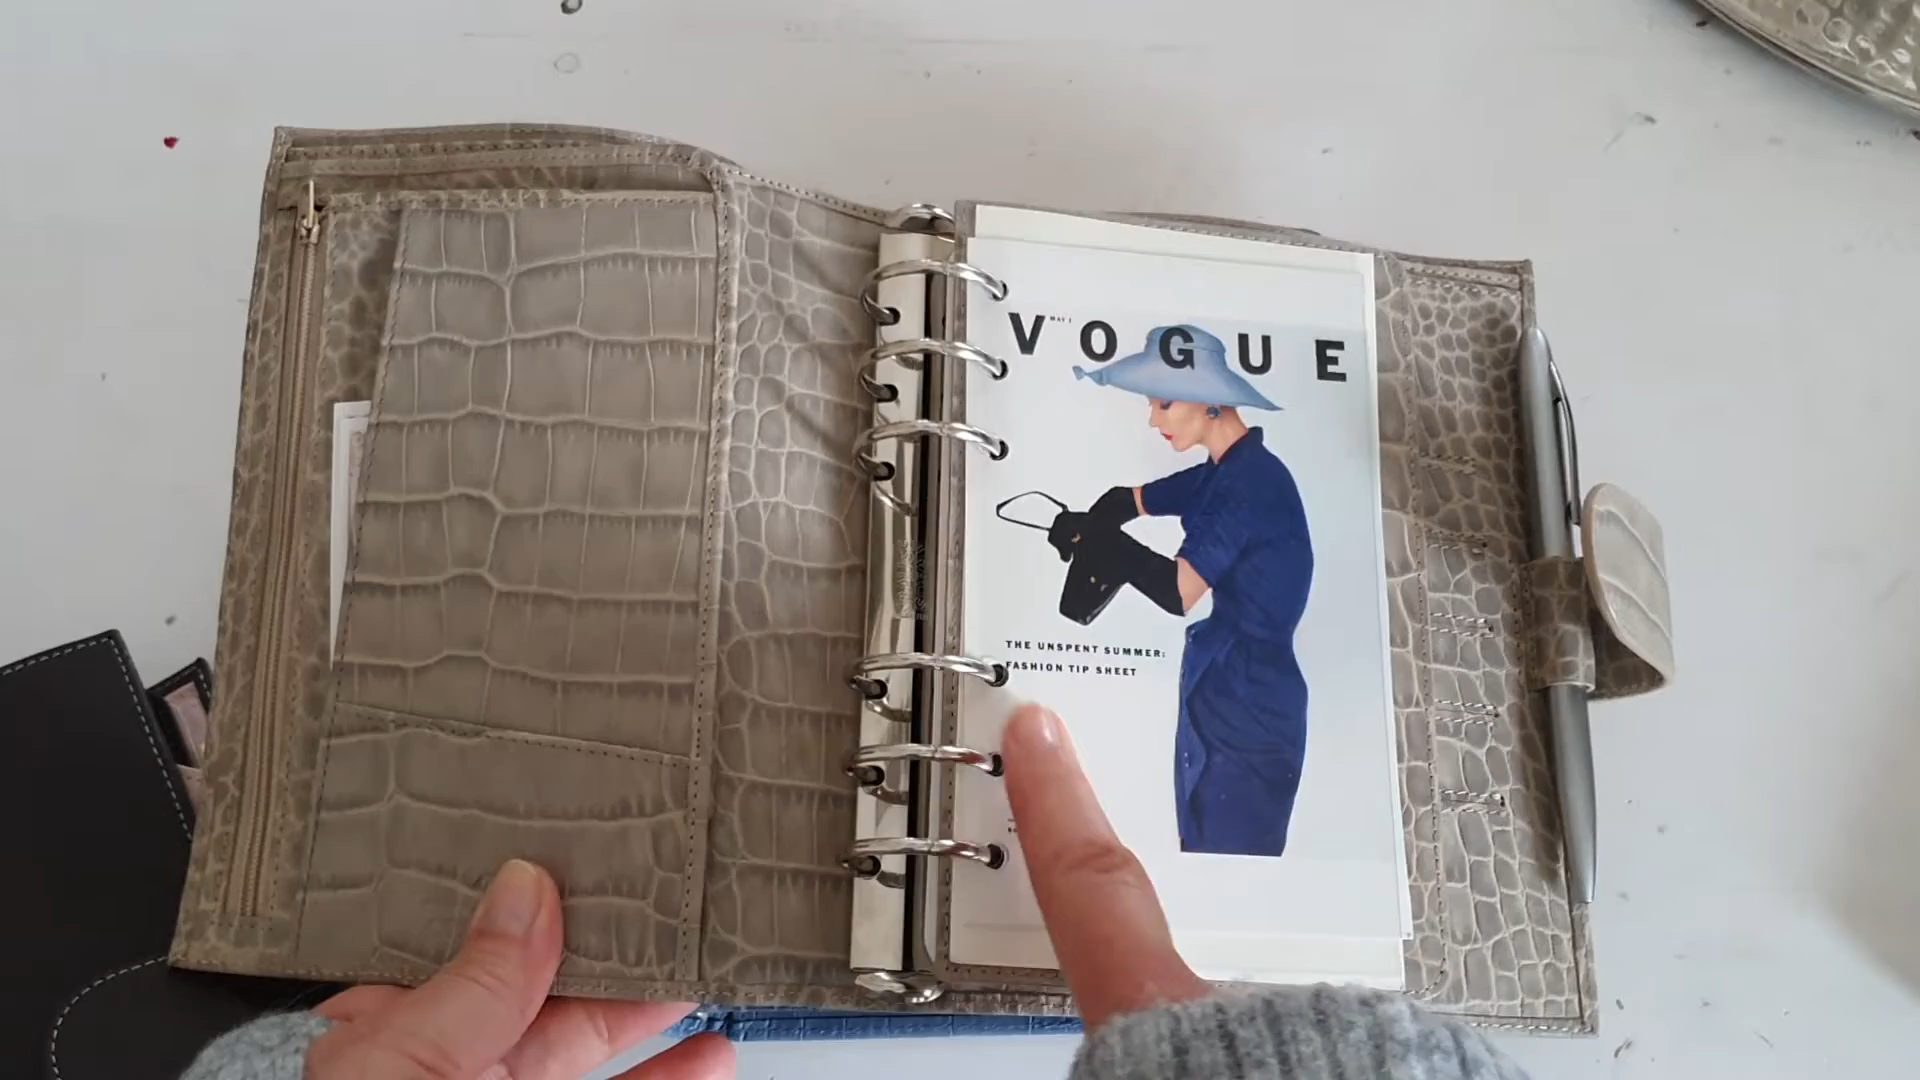 VOGUE
MAY 1
THE UNSPENT SUMMER:
FASHION TIP SHEET